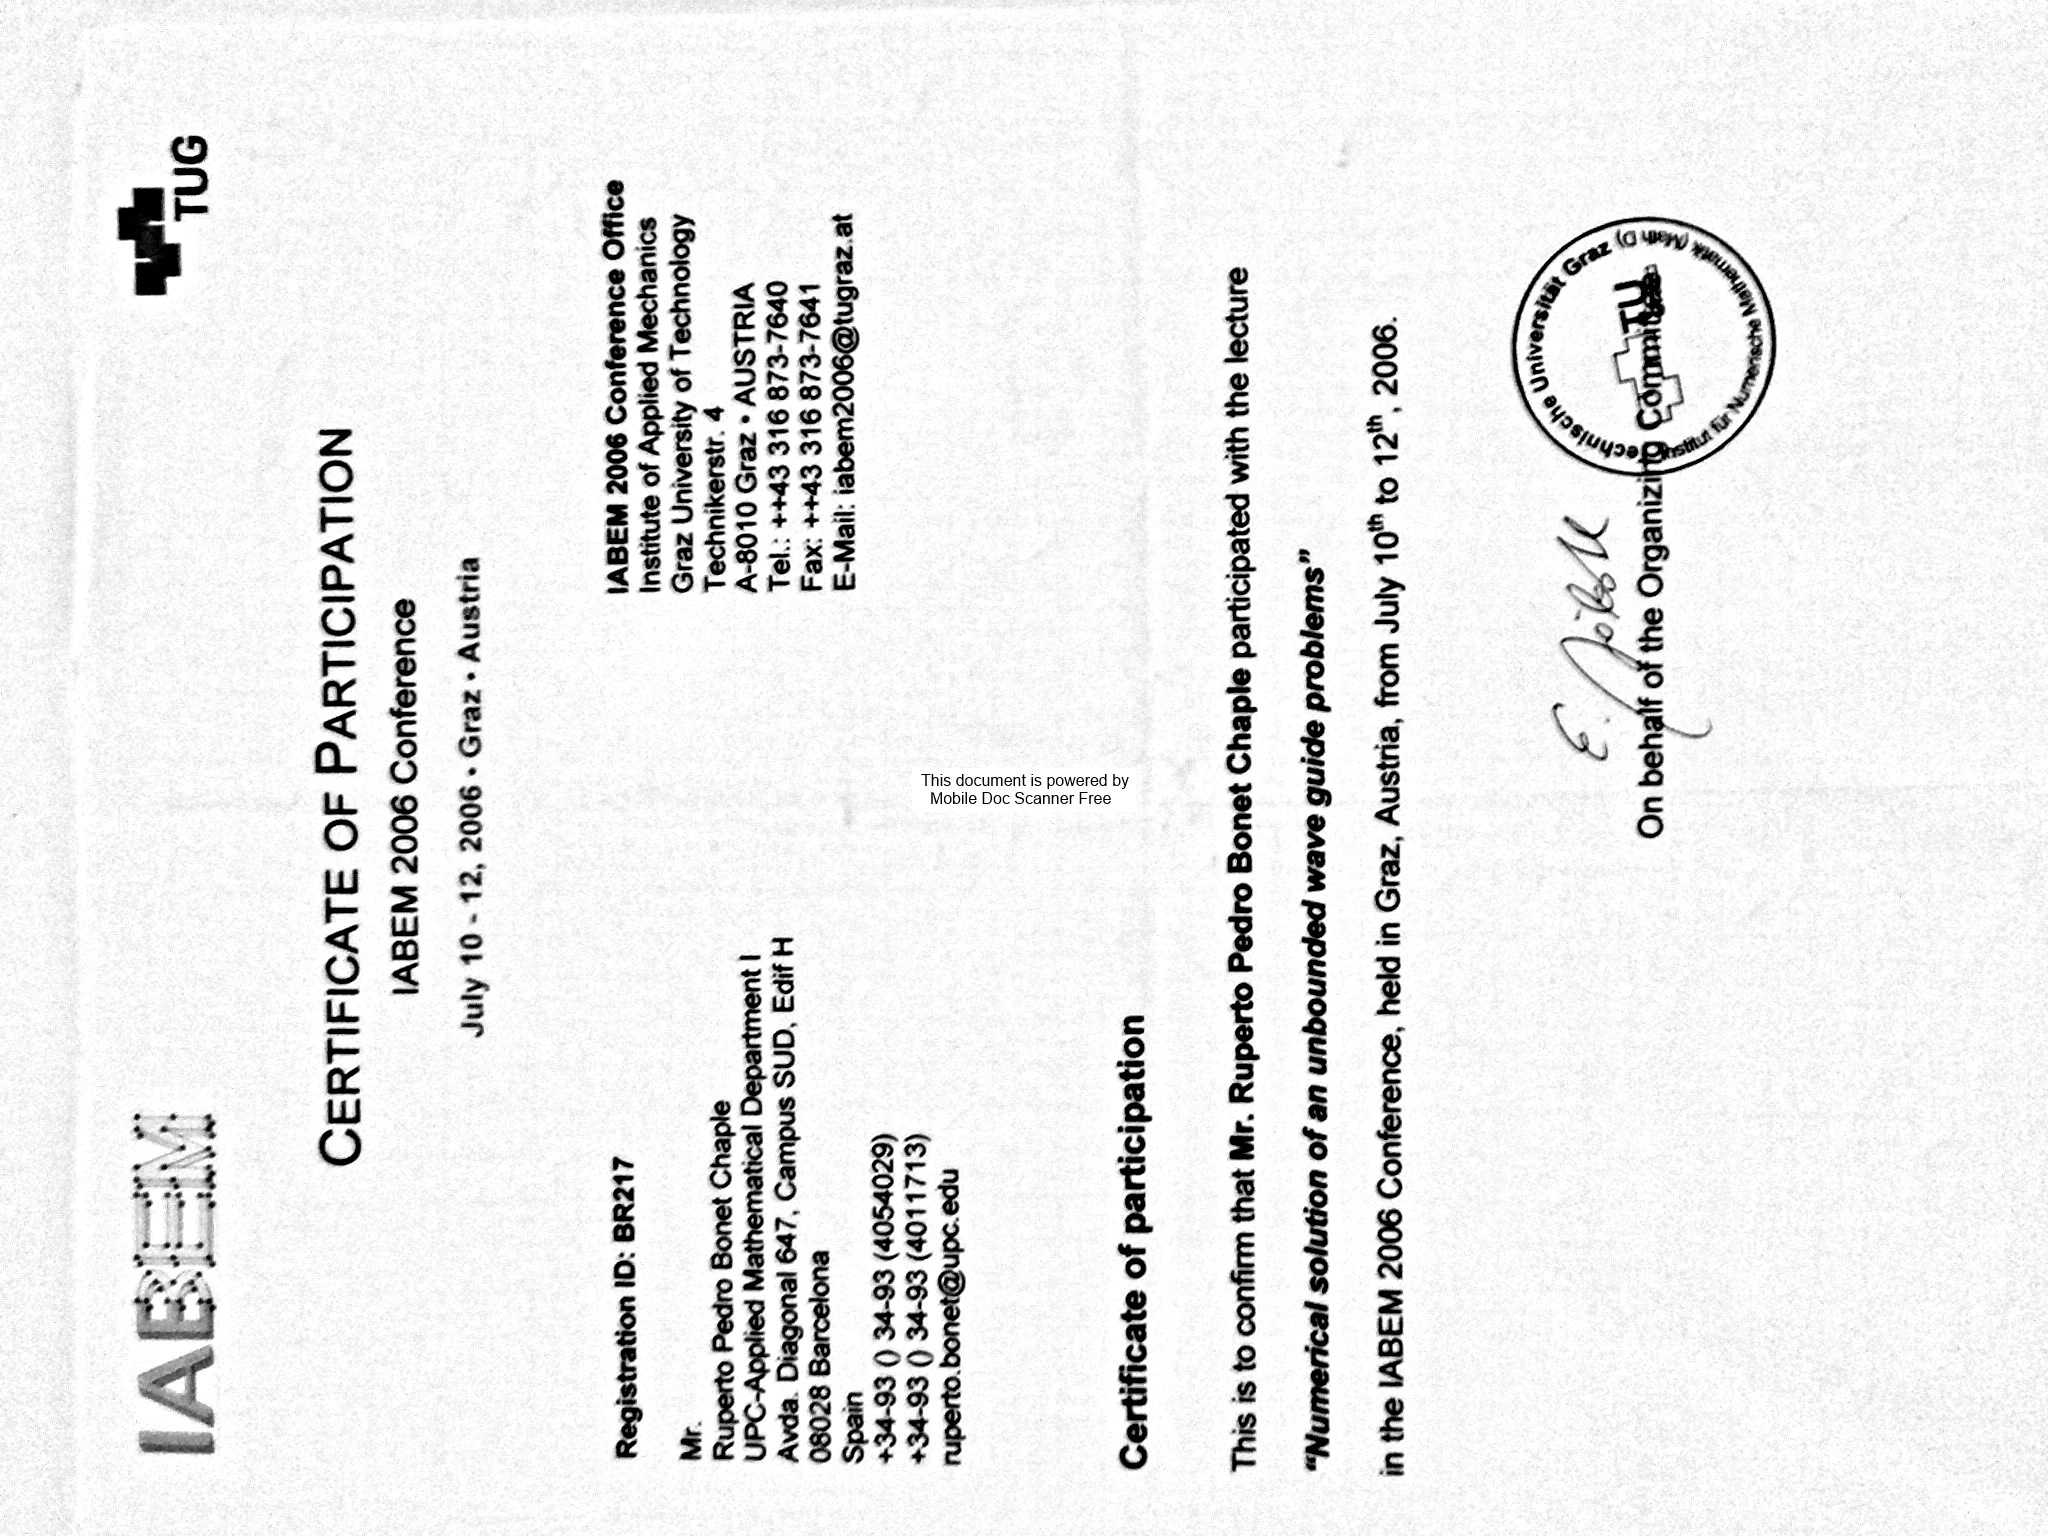 IABEM
TUG
CERTIFICATE OF PARTICIPATION
IABEM 2006 Conference
July 10 - 12, 2006 • Graz • Austria
Registration ID: BR217
Mr.
Ruperto Pedro Bonet Chaple
UPC-Applied Mathematical Department I
Avda. Diagonal 647, Campus SUD, Edif H
08028 Barcelona
Spain
+34-93 () 34-93 (4054029)
+34-93 () 34-93 (4011713)
ruperto.bonet@upc.edu
IABEM 2006 Conference Office
Institute of Applied Mechanics
Graz University of Technology
Technikerstr. 4
A-8010 Graz • AUSTRIA
Tel.: ++43 316 873-7640
Fax: ++43 316 873-7641
E-Mail: iabem2006@tugraz.at
This document is powered by
Mobile Doc Scanner Free
Certificate of participation
This is to confirm that Mr. Ruperto Pedro Bonet Chaple participated with the lecture
“Numerical solution of an unbounded wave guide problems”
in the IABEM 2006 Conference, held in Graz, Austria, from July 10th to 12th, 2006.
E.
On behalf of the Organizing Committee
Technische Universität Graz
Institut für Numerische Mathematik (Math D)
TU